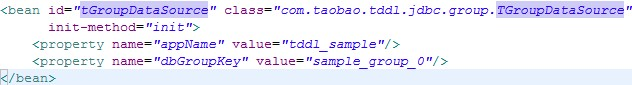 <bean id="tGroupDataSource" class="com.taobao.tddl.jdbc.group.TGroupDataSource"
init-method="init">
<property name="appName" value="tddl_sample"/>
<property name="dbGroupKey" value="sample_group_0"/>
</bean>